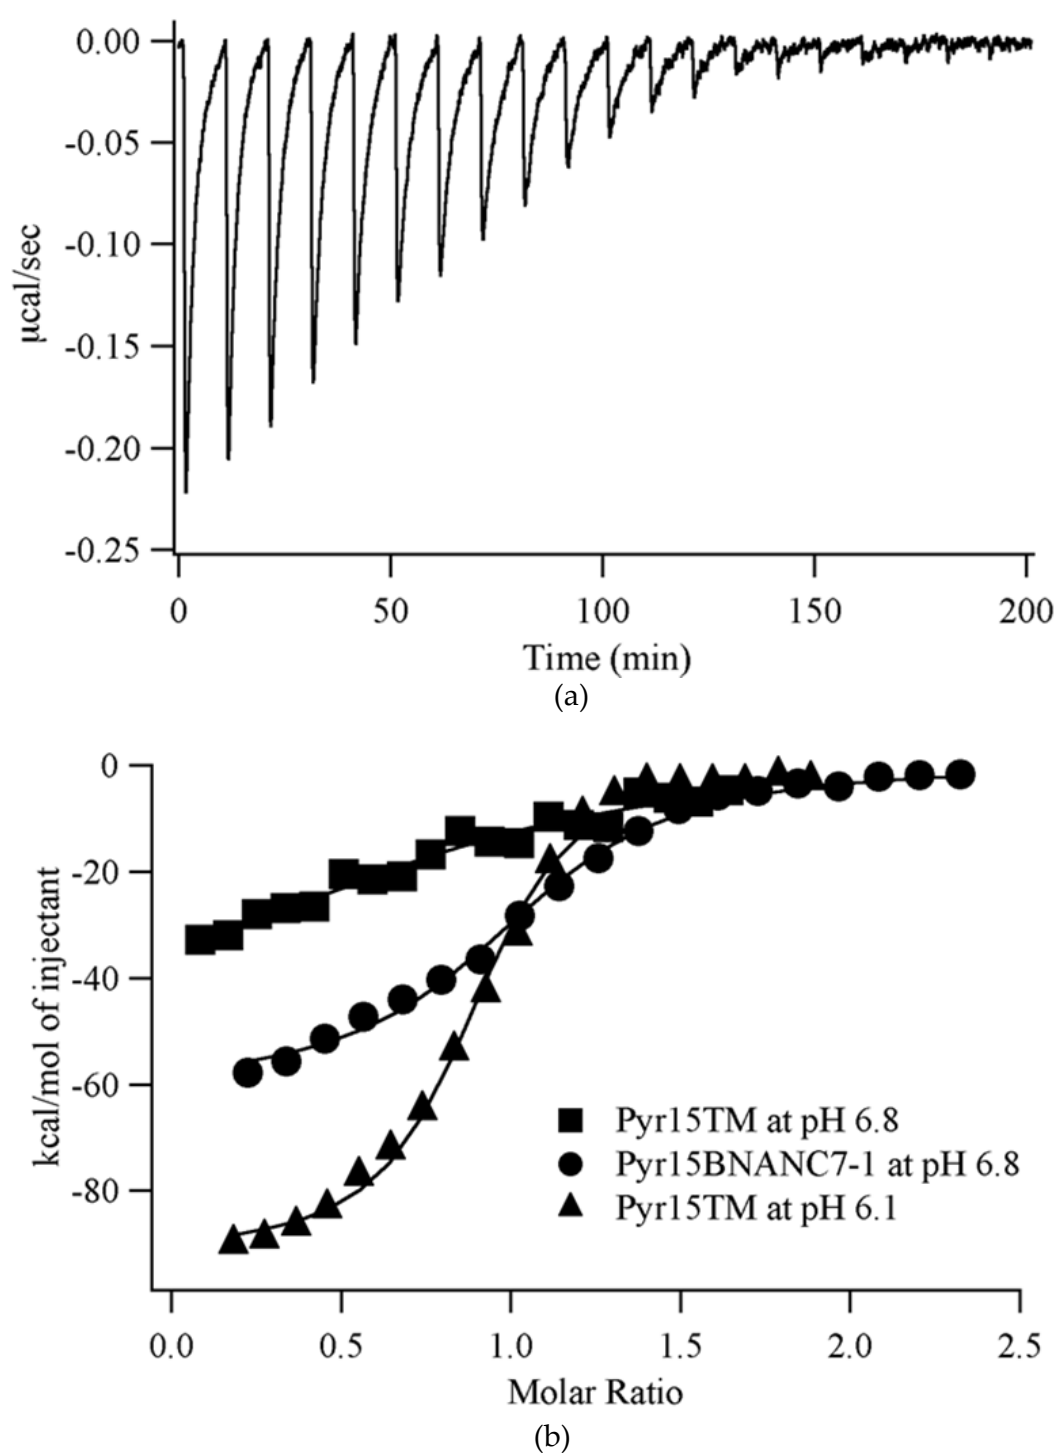 0.00
-0.05
-0.10
-0.15
-0.20
-0.25
µcal/sec
0 50 100 150 200
Time (min)
(a)
0
-20
-40
-60
-80
kcal/mol of injectant
Pyr15TM at pH 6.8
Pyr15BNANC7-1 at pH 6.8
Pyr15TM at pH 6.1
0.0 0.5 1.0 1.5 2.0 2.5
Molar Ratio
(b)